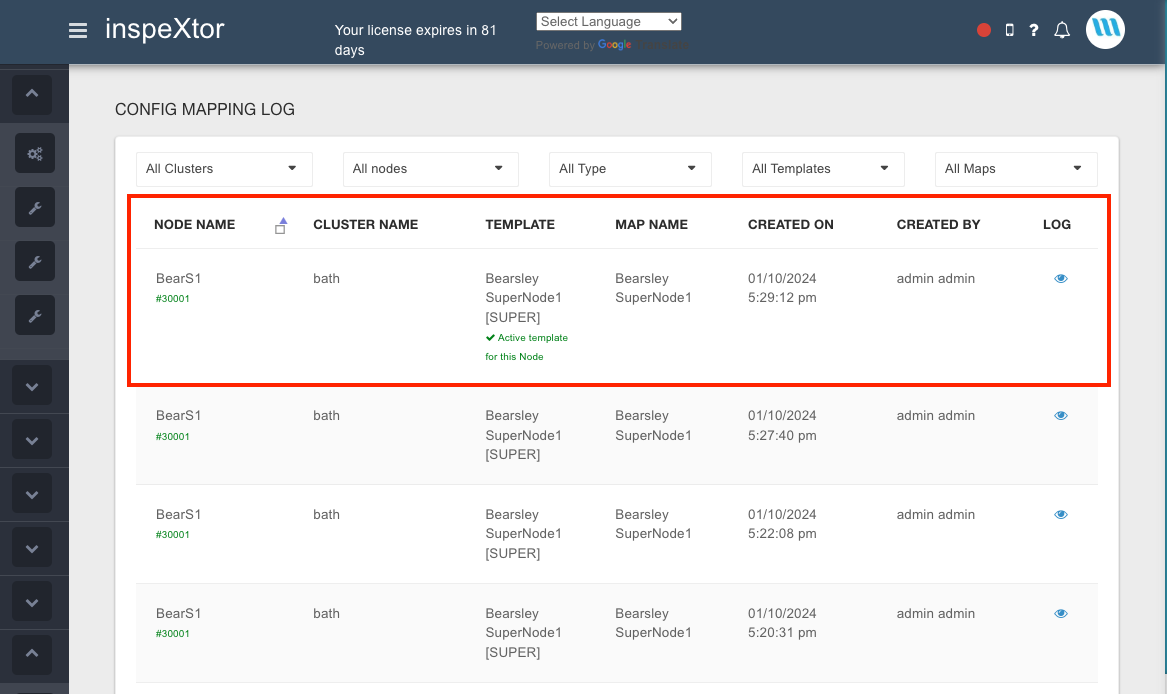 inspeXtor
Your license expires in 81
days
Select Language
Powered by Google
CONFIG MAPPING LOG
All Clusters
All nodes
All Type
All Templates
All Maps
NODE NAME
CLUSTER NAME
TEMPLATE
MAP NAME
CREATED ON
CREATED BY
LOG
BearS1
#30001
bath
Bearsley
SuperNode1
[SUPER]
Active template
for this Node
Bearsley
SuperNode1
01/10/2024
5:29:12 pm
admin admin
BearS1
#30001
bath
Bearsley
SuperNode1
[SUPER]
Bearsley
SuperNode1
01/10/2024
5:27:40 pm
admin admin
BearS1
#30001
bath
Bearsley
SuperNode1
[SUPER]
Bearsley
SuperNode1
01/10/2024
5:22:08 pm
admin admin
BearS1
#30001
bath
Bearsley
SuperNode1
[SUPER]
Bearsley
SuperNode1
01/10/2024
5:20:31 pm
admin admin